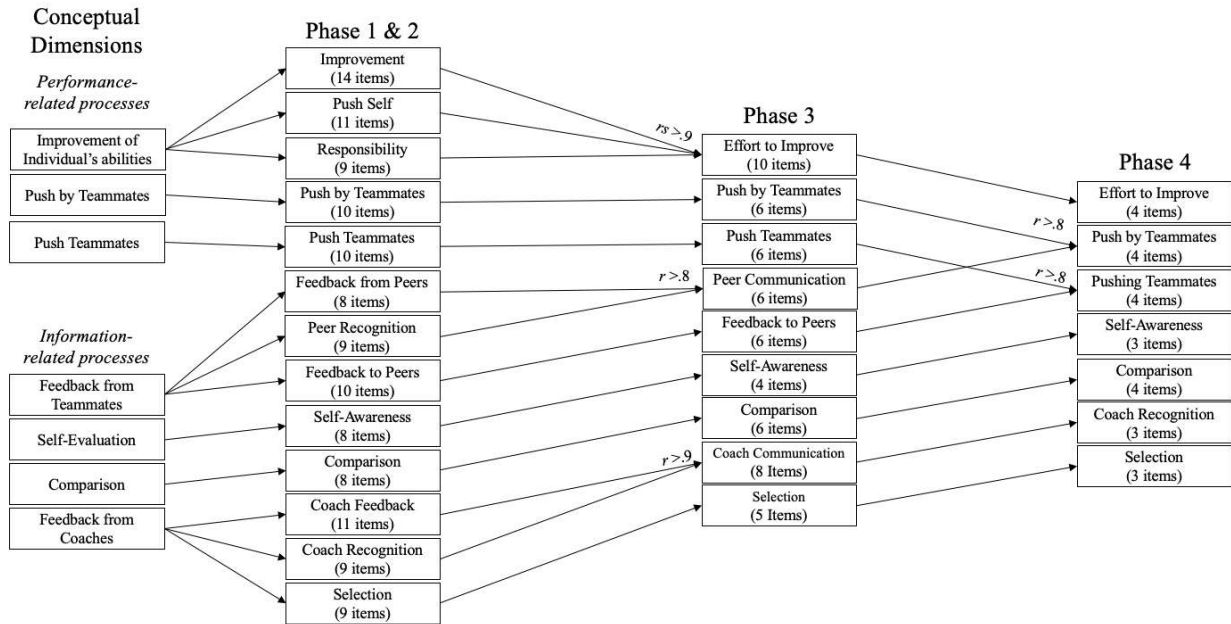 Conceptual
Dimensions
Performance-
related processes
Improvement of
Individual's abilities
Push by Teammates
Push Teammates
Information-
related processes
Feedback from
Teammates
Self-Evaluation
Comparison
Feedback from
Coaches
Phase 1 & 2
Improvement
(14 items)
Push Self
(11 items)
Responsibility
(9 items)
Push by Teammates
(10 items)
Push Teammates
(10 items)
Feedback from Peers
(8 items)
Peer Recognition
(9 items)
Feedback to Peers
(10 items)
Self-Awareness
(8 items)
Comparison
(8 items)
Coach Feedback
(11 items)
Coach Recognition
(9 items)
Selection
(9 items)
rs >.9
r >.8
r >.9
Phase 3
Effort to Improve
(10 items)
Push by Teammates
(6 items)
Push Teammates
(6 items)
Peer Communication
(6 items)
Feedback to Peers
(6 items)
Self-Awareness
(4 items)
Comparison
(6 items)
Coach Communication
(8 Items)
Selection
(5 Items)
r >.8
r >.8
Phase 4
Effort to Improve
(4 items)
Push by Teammates
(4 items)
Pushing Teammates
(4 items)
Self-Awareness
(3 items)
Comparison
(4 items)
Coach Recognition
(3 items)
Selection
(3 items)